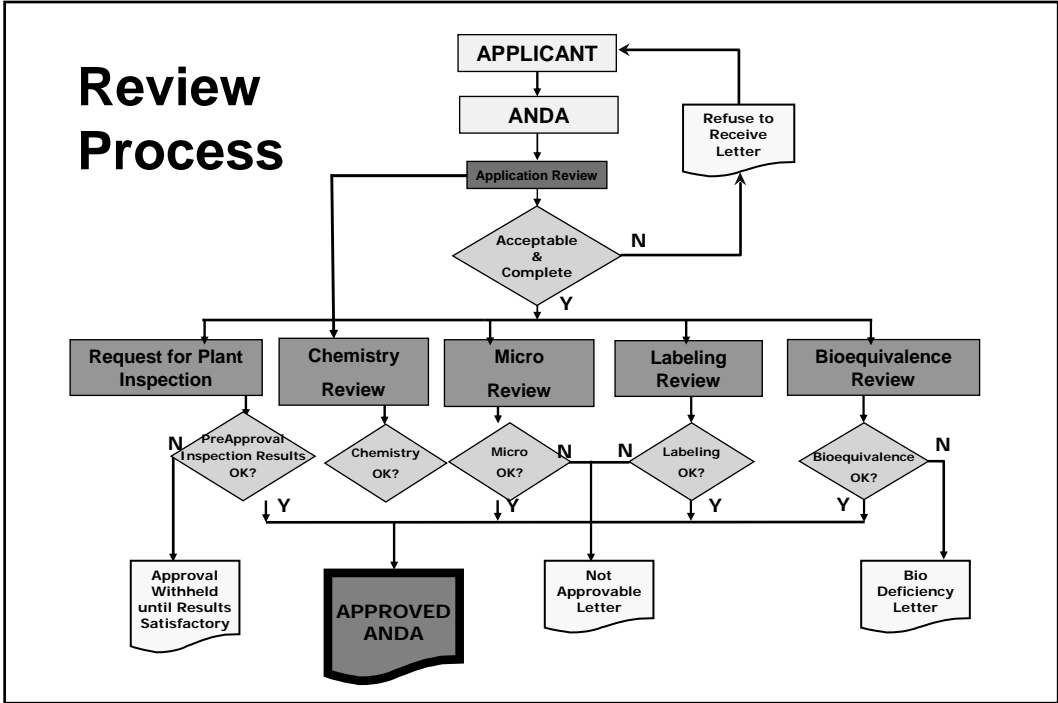 Review
Process
APPLICANT
ANDA
Refuse to
Receive
Letter
Application Review
Acceptable
&
Complete
N
Y
Request for Plant
Inspection
Chemistry
Review
Micro
Review
Labeling
Review
Bioequivalence
Review
N
PreApproval
Inspection Results
OK?
Chemistry
OK?
Micro
OK?
N
N
Labeling
OK?
Bioequivalence
OK?
N
Y
Y
Y
Y
Approval
Withheld
until Results
Satisfactory
APPROVED
ANDA
Not
Approvable
Letter
Bio
Deficiency
Letter